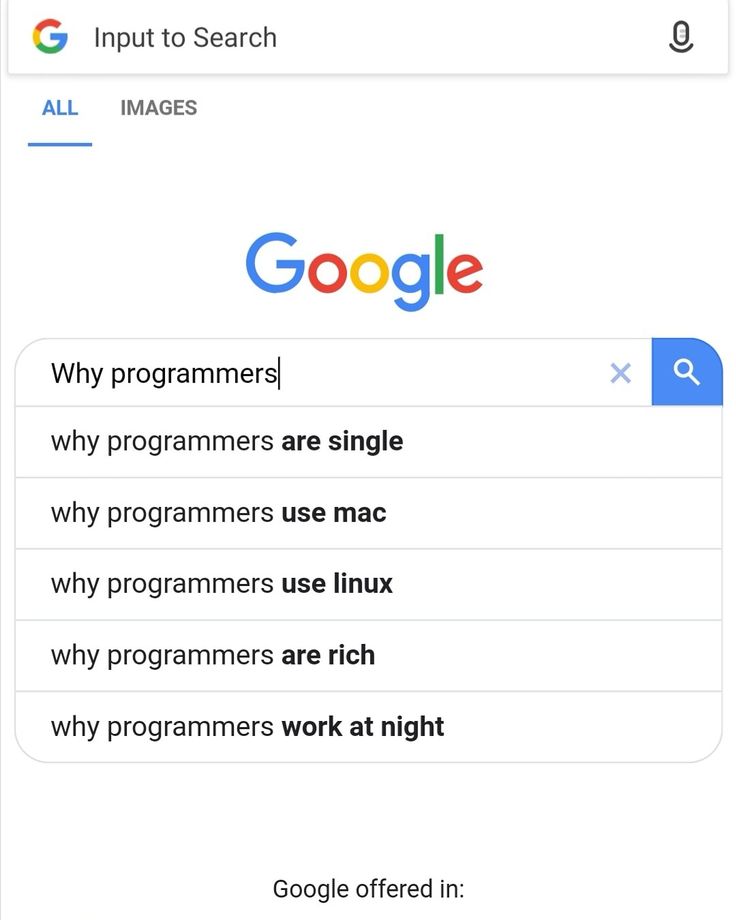 Input to Search
ALL IMAGES
Google
Why programmers
why programmers are single
why programmers use mac
why programmers use linux
why programmers are rich
why programmers work at night
Google offered in: